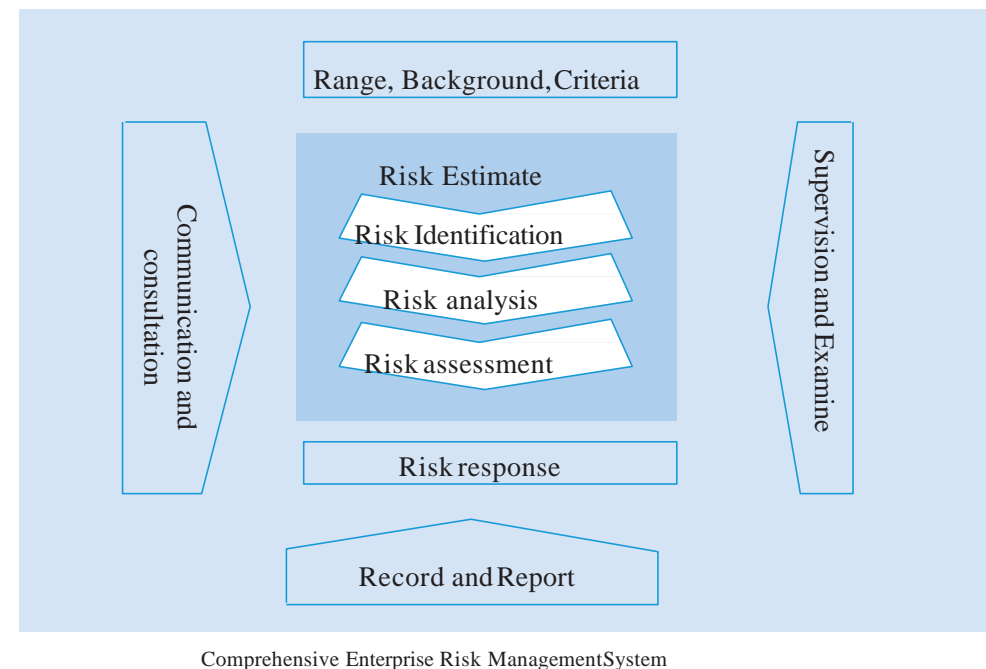 Range, Background, Criteria
Communication and
consultation
Risk Estimate
Risk Identification
Risk analysis
Risk assessment
Supervision and Examine
Risk response
Record and Report
Comprehensive Enterprise Risk ManagementSystem